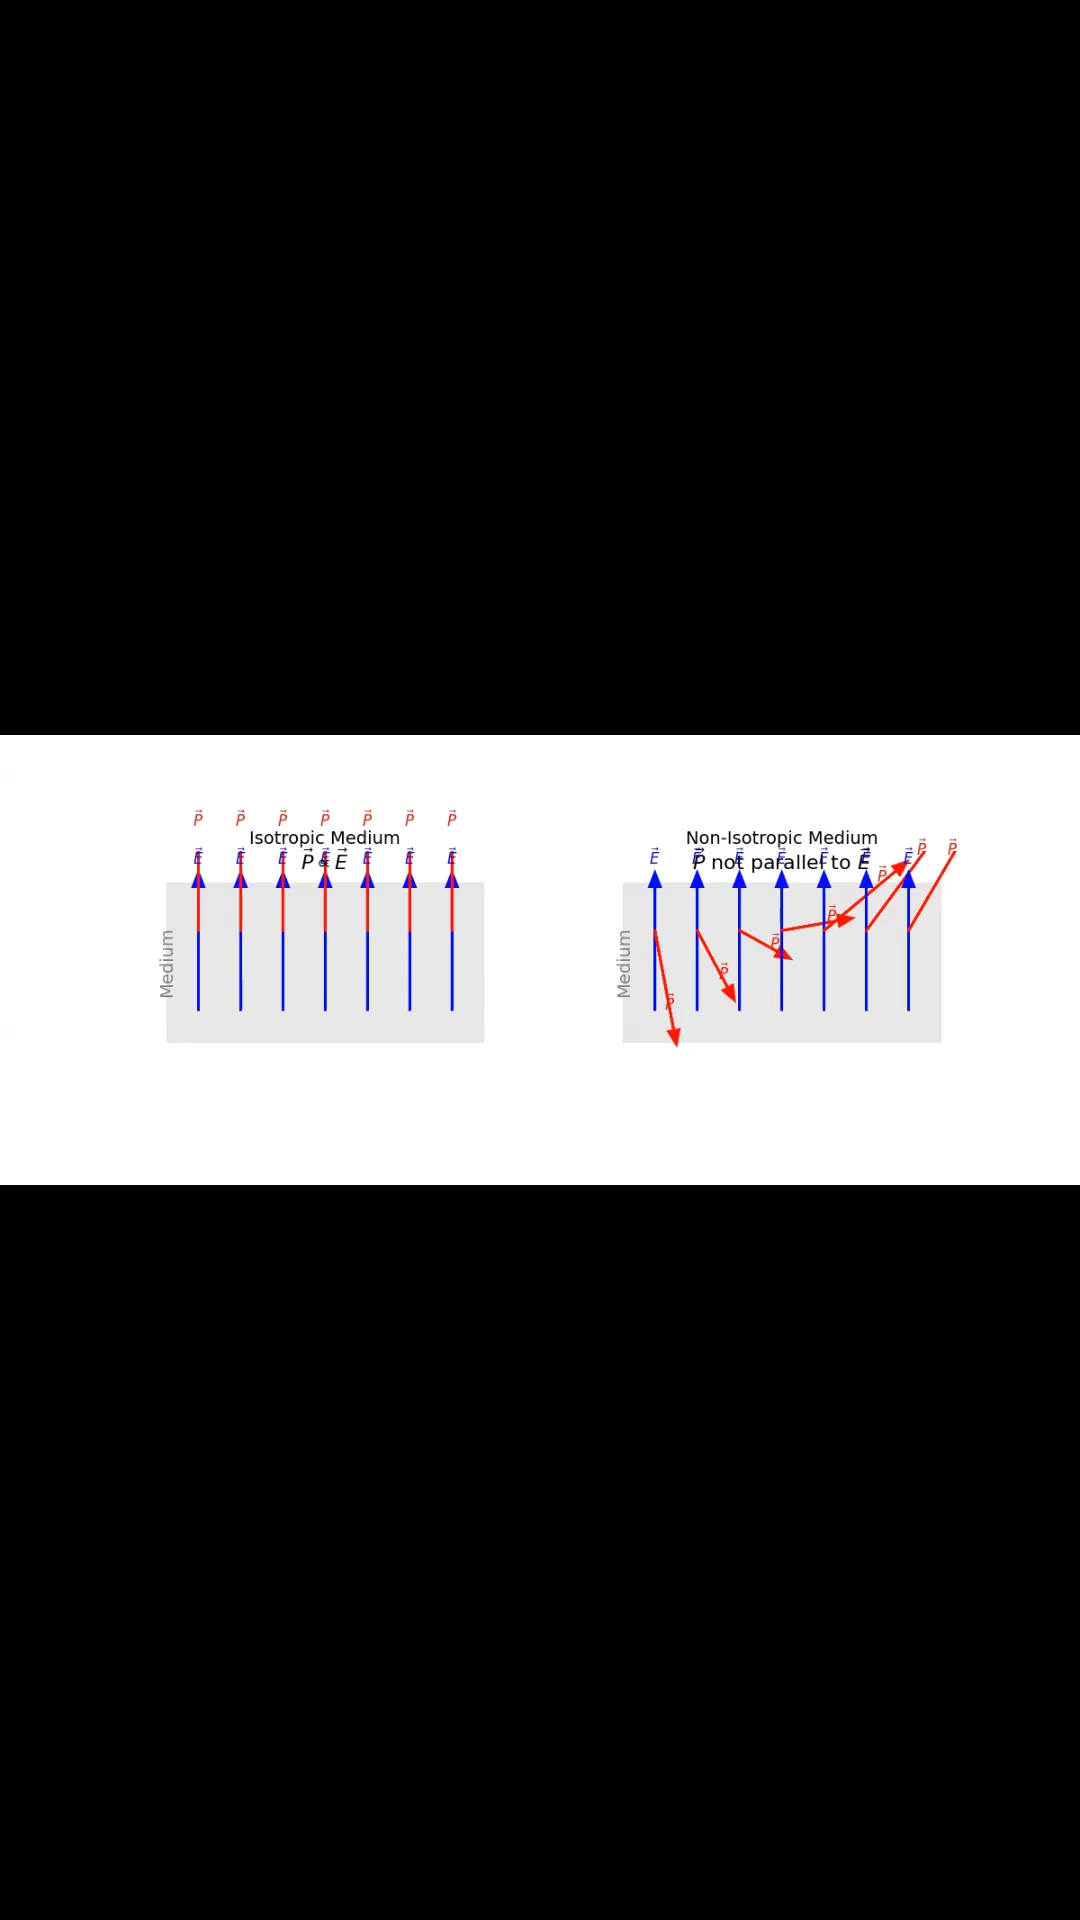 P⃗ P⃗ P⃗ P⃗ P⃗ P⃗ P⃗
Isotropic Medium
E⃗ E⃗ E⃗ E⃗ E⃗ E⃗ E⃗
P⃗ ∝ E⃗
Medium
Non-Isotropic Medium
E⃗ E⃗ E⃗ E⃗ E⃗ E⃗ E⃗
P⃗ not parallel to E⃗
P⃗ P⃗ P⃗ P⃗ P⃗ P⃗ P⃗
Medium